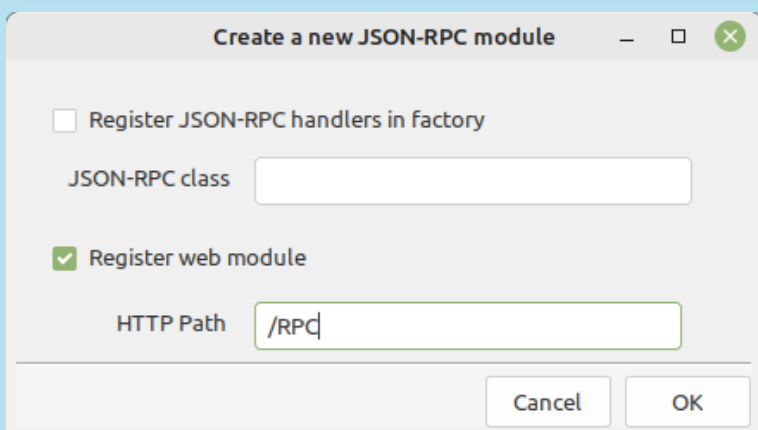 Create a new JSON-RPC module
Register JSON-RPC handlers in factory
JSON-RPC class
Register web module
HTTP Path /RPC
Cancel OK